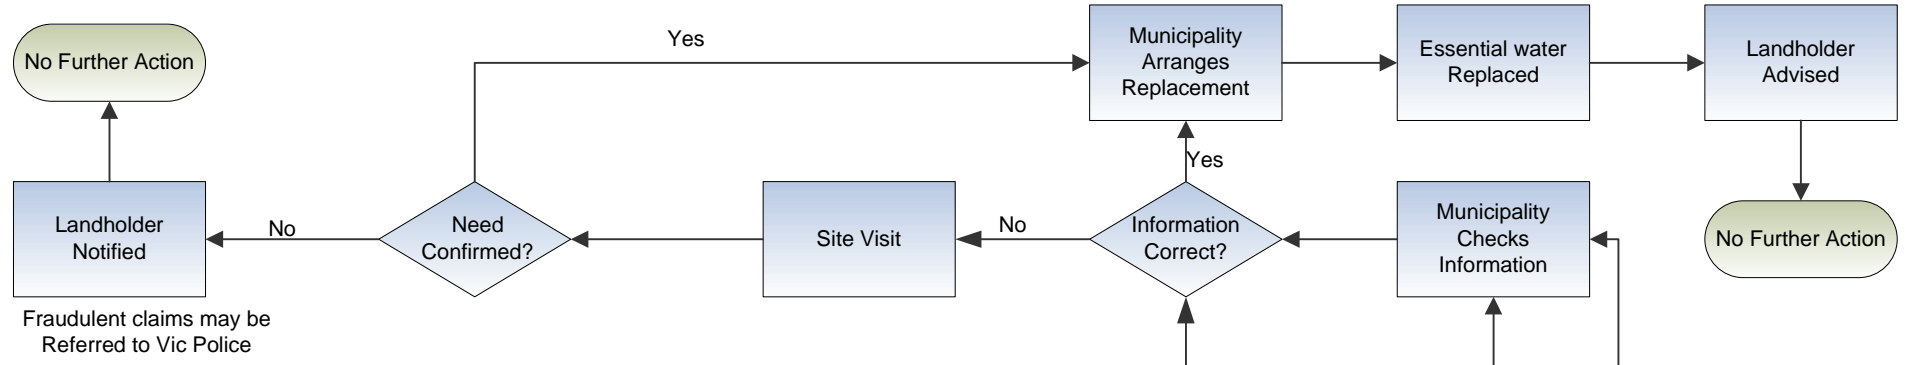 No Further Action
Yes
Municipality
Arranges
Replacement
Essential water
Replaced
Landholder
Advised
Yes
Landholder
Notified
No
Need
Confirmed?
Site Visit
No
Information
Correct?
Municipality
Checks
Information
No Further Action
Fraudulent claims may be
Referred to Vic Police